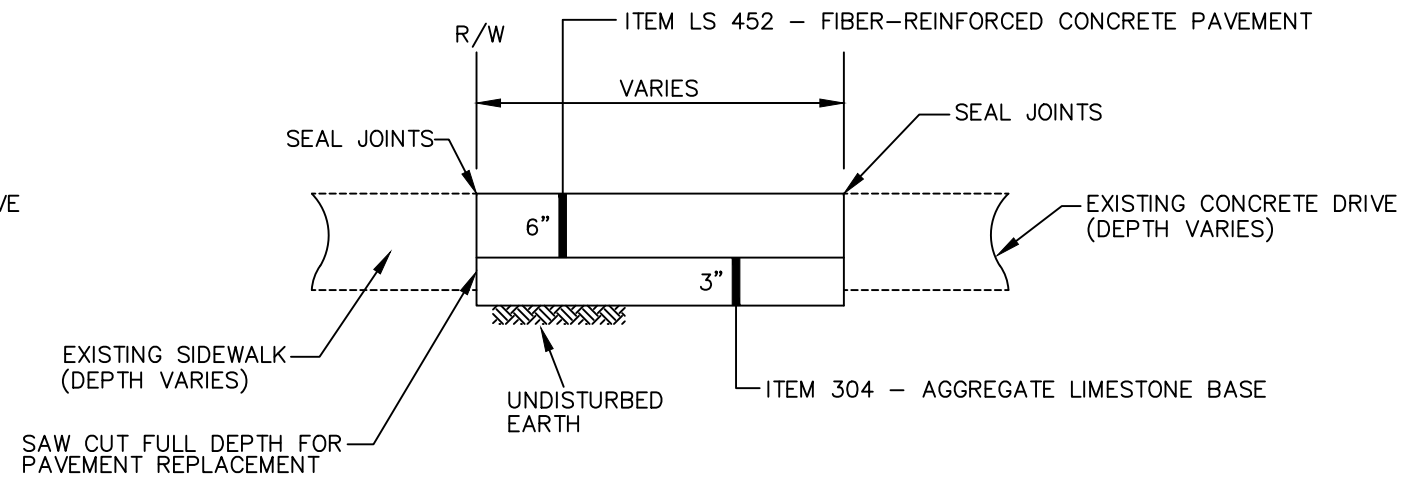 R/W
ITEM LS 452 – FIBER–REINFORCED CONCRETE PAVEMENT
VARIES
SEAL JOINTS
SEAL JOINTS
VE
6”
EXISTING CONCRETE DRIVE
(DEPTH VARIES)
3”
EXISTING SIDEWALK
(DEPTH VARIES)
UNDISTURBED
EARTH
ITEM 304 – AGGREGATE LIMESTONE BASE
SAW CUT FULL DEPTH FOR
PAVEMENT REPLACEMENT